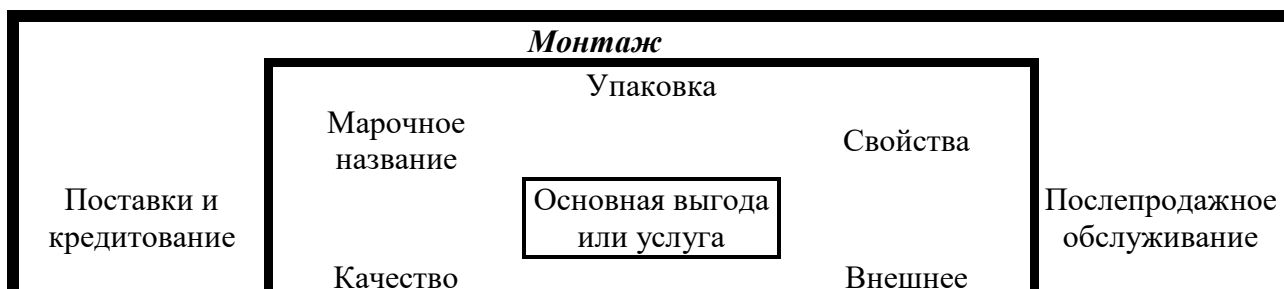 Монтаж
Упаковка
Марочное
название
Свойства
Поставки и
кредитование
Основная выгода
или услуга
Послепродажное
обслуживание
Качество
Внешнее